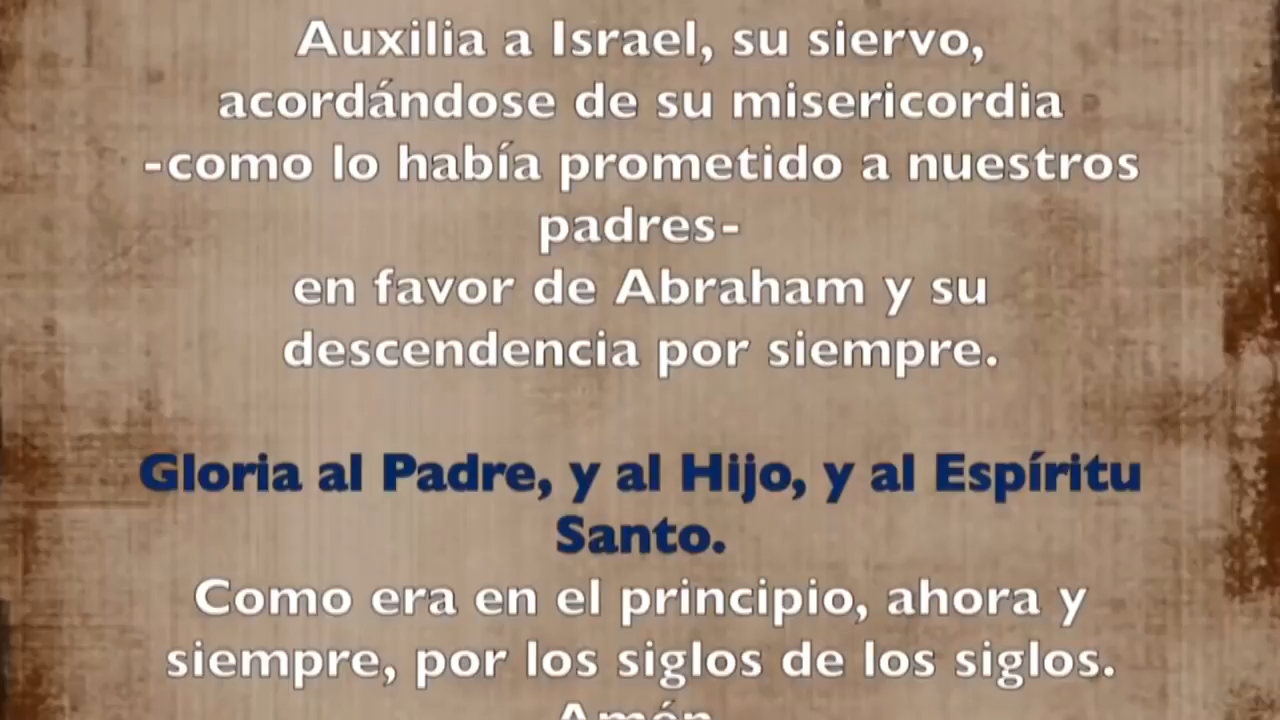 Auxilia a Israel, su siervo,
acordándose de su misericordia
-como lo había prometido a nuestros
padres-
en favor de Abraham y su
descendencia por siempre.
Gloria al Padre, y al Hijo, y al Espíritu
Santo.
Como era en el principio, ahora y
siempre, por los siglos de los siglos.
Amén